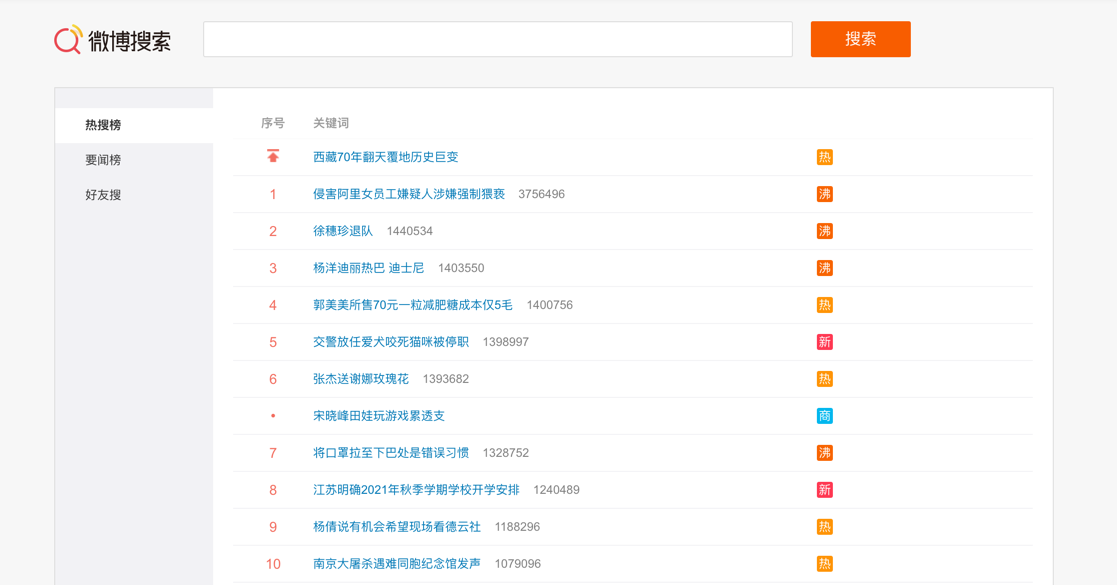 微博搜索
搜索
热搜榜
要闻榜
好友搜
序号 关键词
西藏70年翻天覆地历史巨变 热
1 侵害阿里女员工嫌疑人涉嫌强制猥亵 3756496 沸
2 徐穗珍退队 1440534 沸
3 杨洋迪丽热巴 迪士尼 1403550 沸
4 郭美美所售70元一粒减肥糖成本仅5毛 1400756 热
5 交警放任爱犬咬死猫咪被停职 1398997 新
6 张杰送谢娜玫瑰花 1393682 热
• 宋晓峰田娃玩游戏累透支 商
7 将口罩拉至下巴处是错误习惯 1328752 沸
8 江苏明确2021年秋季学期学校开学安排 1240489 新
9 杨倩说有机会希望现场看德云社 1188296 热
10 南京大屠杀遇难同胞纪念馆发声 1079096 热